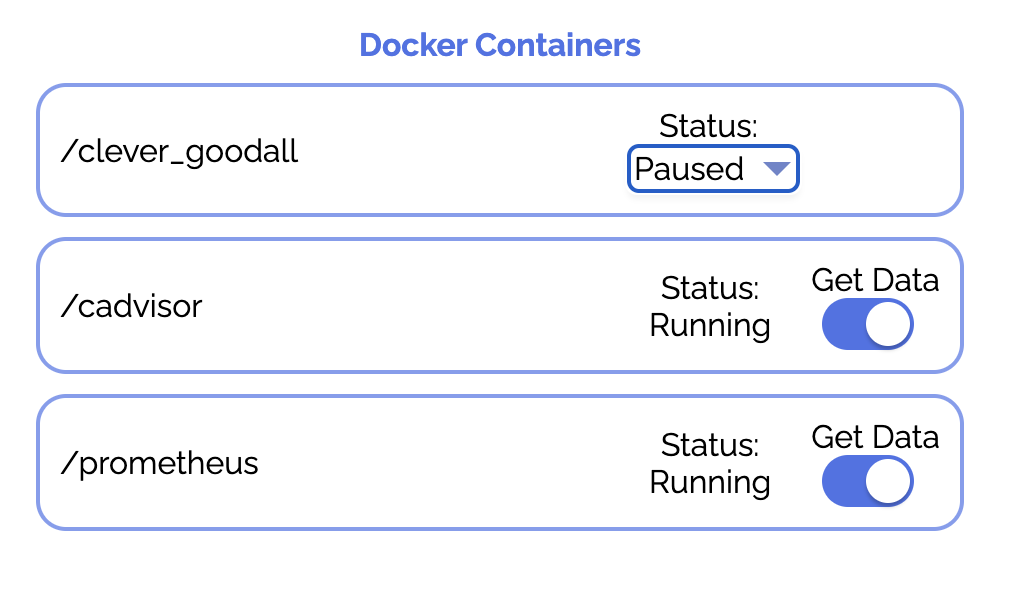 Docker Containers
/clever_goodall
Status:
Paused
/cadvisor
Status:
Running
Get Data
/prometheus
Status:
Running
Get Data